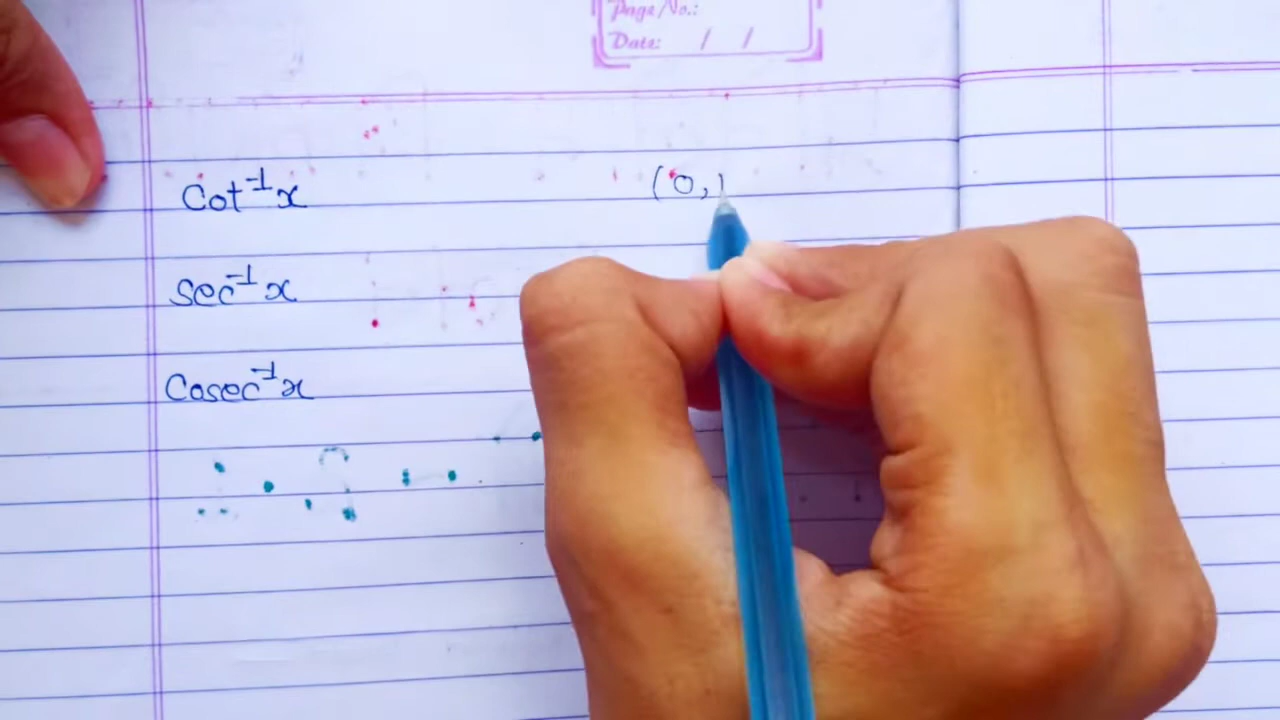 Page No.:
Date: / /
Cot⁻¹x (0,
Sec⁻¹x
Cosec⁻¹x